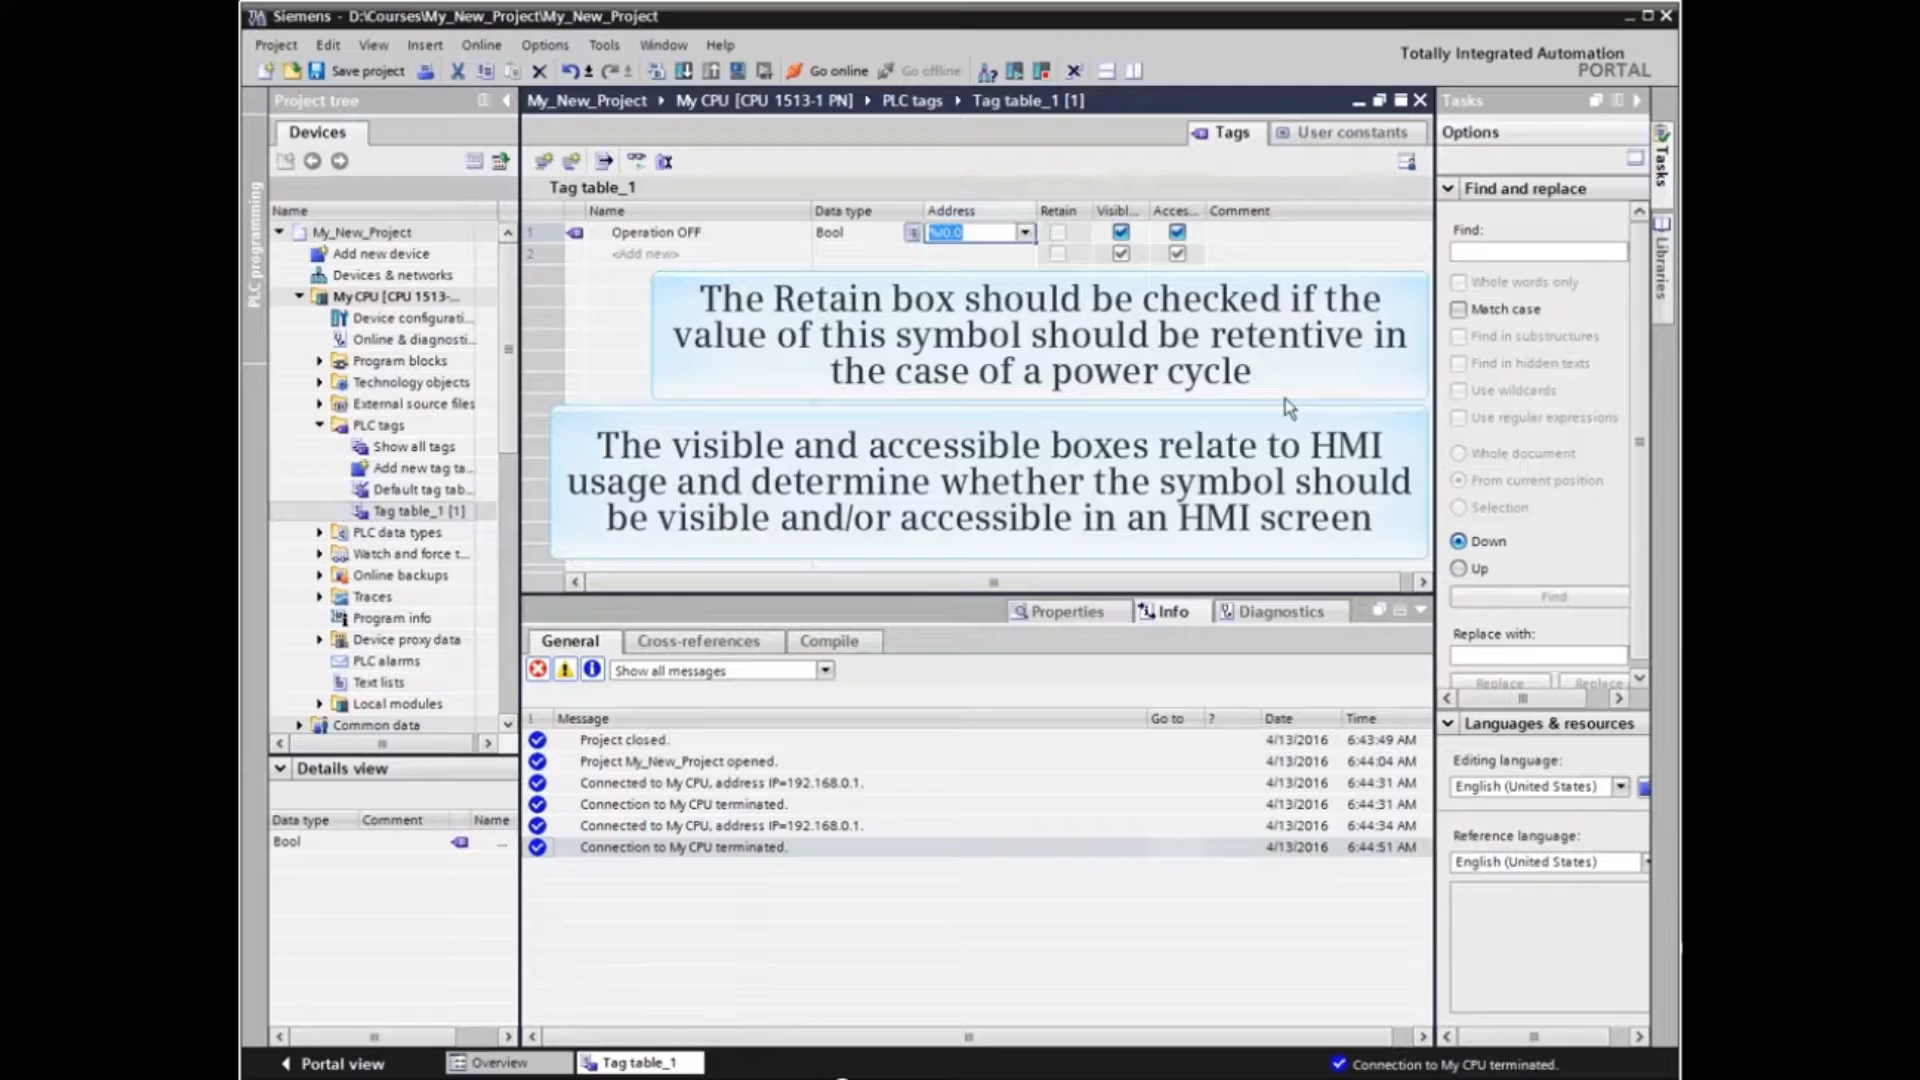 Siemens - D:\Courses\My_New_Project\My_New_Project
Project Edit View Insert Online Options Tools Window Help
Totally Integrated Automation
PORTAL
Save project Go online Go offline
Project tree
My_New_Project My CPU [CPU 1513-1 PN] PLC tags Tag table_1 [1]
Tasks
Devices
Tags User constants
Options
PLC programming
Tasks
Libraries
Tag table_1
Find and replace
Name
Name Data type Address Retain Visibl... Acces... Comment
1 Operation OFF Bool %I0.0
2 <Add new>
My_New_Project
Add new device
Devices & networks
My CPU [CPU 1513-...
Device configurati...
Online & diagnosti...
Program blocks
Technology objects
External source files
PLC tags
Show all tags
Add new tag ta...
Default tag tab...
Tag table_1 [1]
PLC data types
Watch and force t...
Online backups
Traces
Program info
Device proxy data
PLC alarms
Text lists
Local modules
Common data
The Retain box should be checked if the
value of this symbol should be retentive in
the case of a power cycle
The visible and accessible boxes relate to HMI
usage and determine whether the symbol should
be visible and/or accessible in an HMI screen
Find:
Whole words only
Match case
Find in substructures
Find in hidden texts
Use wildcards
Use regular expressions
Whole document
From current position
Selection
Down
Up
Find
Replace with:
Replace Replace
Properties Info Diagnostics
General Cross-references Compile
Show all messages
! Message Go to ? Date Time
Project closed. 4/13/2016 6:43:49 AM
Project My_New_Project opened. 4/13/2016 6:44:04 AM
Connected to My CPU, address IP=192.168.0.1. 4/13/2016 6:44:31 AM
Connection to My CPU terminated. 4/13/2016 6:44:31 AM
Connected to My CPU, address IP=192.168.0.1. 4/13/2016 6:44:34 AM
Connection to My CPU terminated. 4/13/2016 6:44:51 AM
Languages & resources
Editing language:
English (United States)
Reference language:
English (United States)
Details view
Data type Comment Name
Bool ...
Portal view Overview Tag table_1 Connection to My CPU terminated.